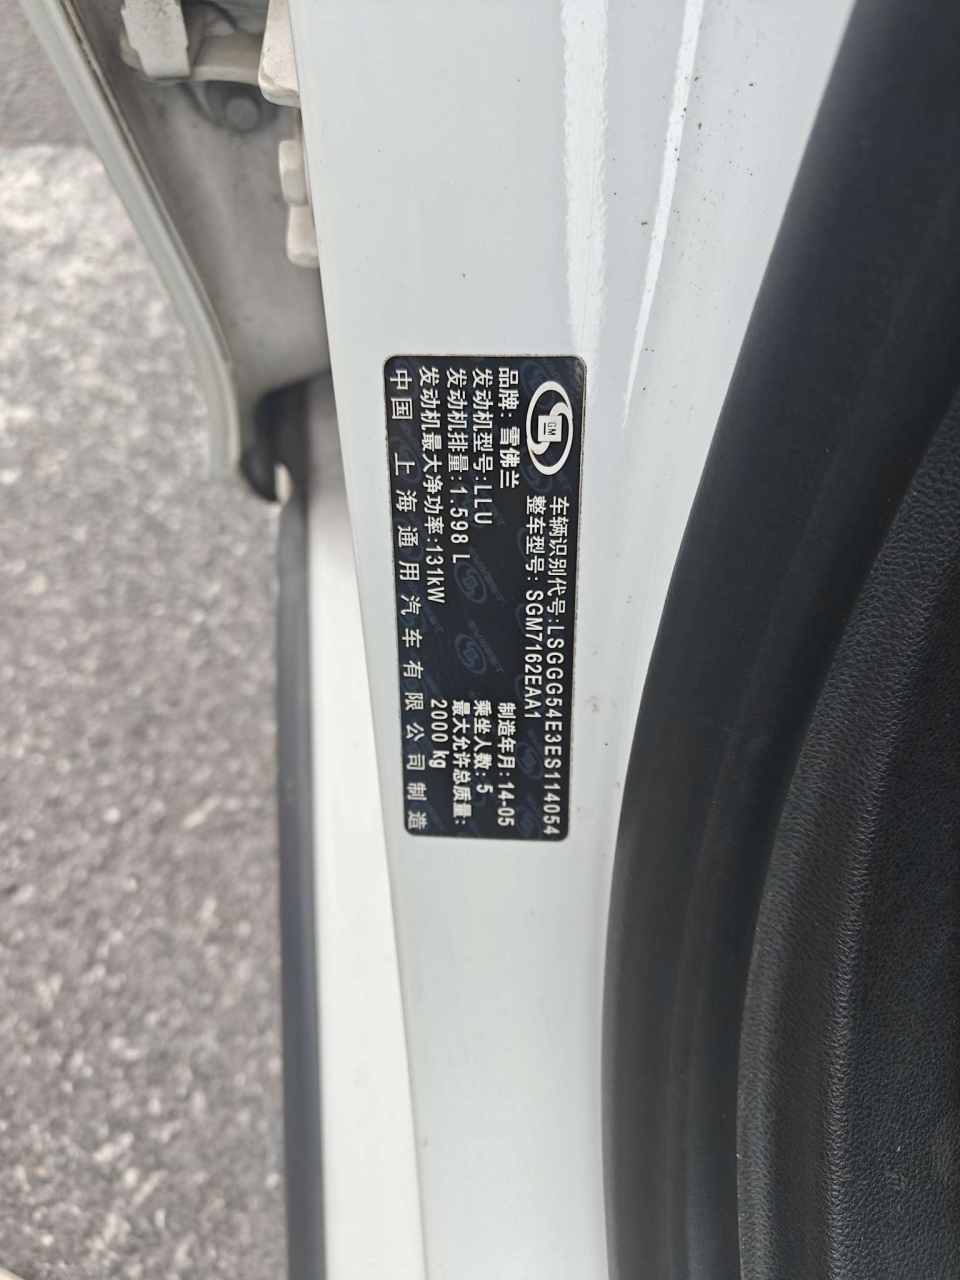 GM
车辆识别代号:LSGGG54E3ES114054
整车型号: SGM7162EAA1
品牌: 雪佛兰
制造年月:14-05
发动机型号:LLU
乘坐人数: 5
发动机排量:1.598 L
最大允许总质量:
发动机最大净功率:131kW
2000 kg
中国 上海通用汽车有限公司制造